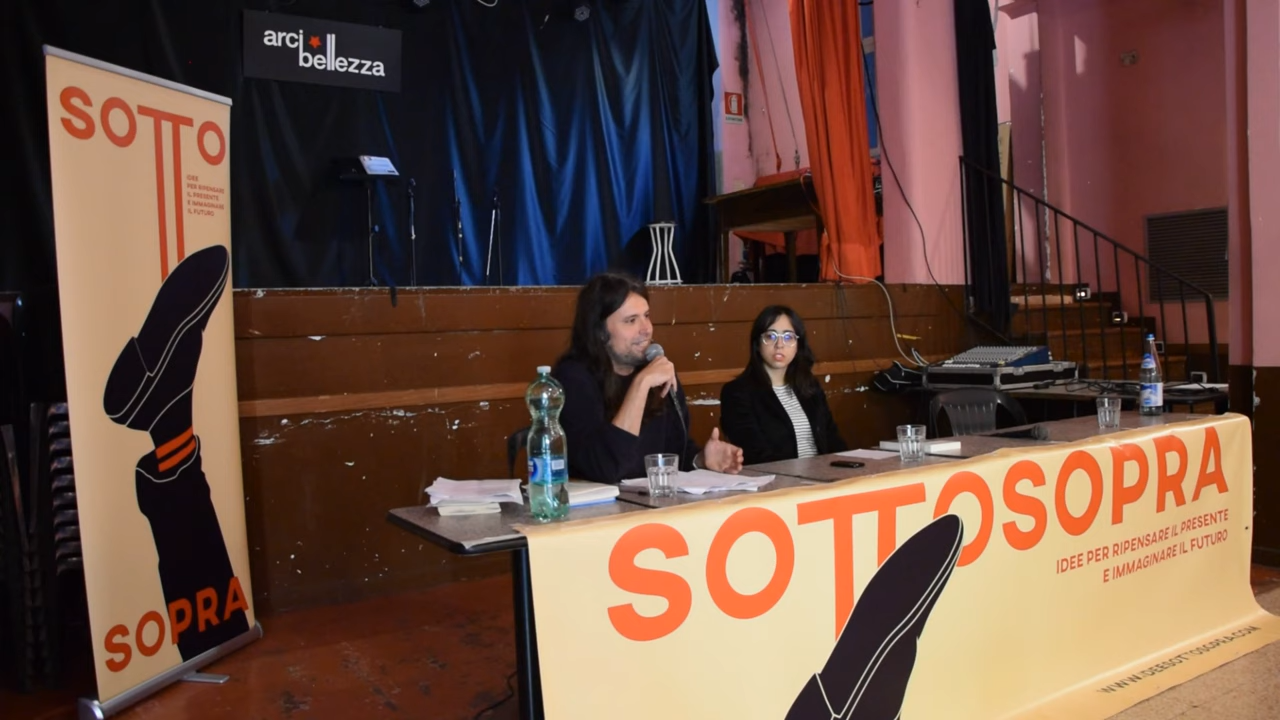 arci
bellezza
SOTTO
IDEE
PER RIPENSARE
IL PRESENTE
E IMMAGINARE
IL FUTURO
SOPRA
SOTTOSOPRA
IDEE PER RIPENSARE IL PRESENTE
E IMMAGINARE IL FUTURO
WWW.IDEESOTTOSOPRA.COM